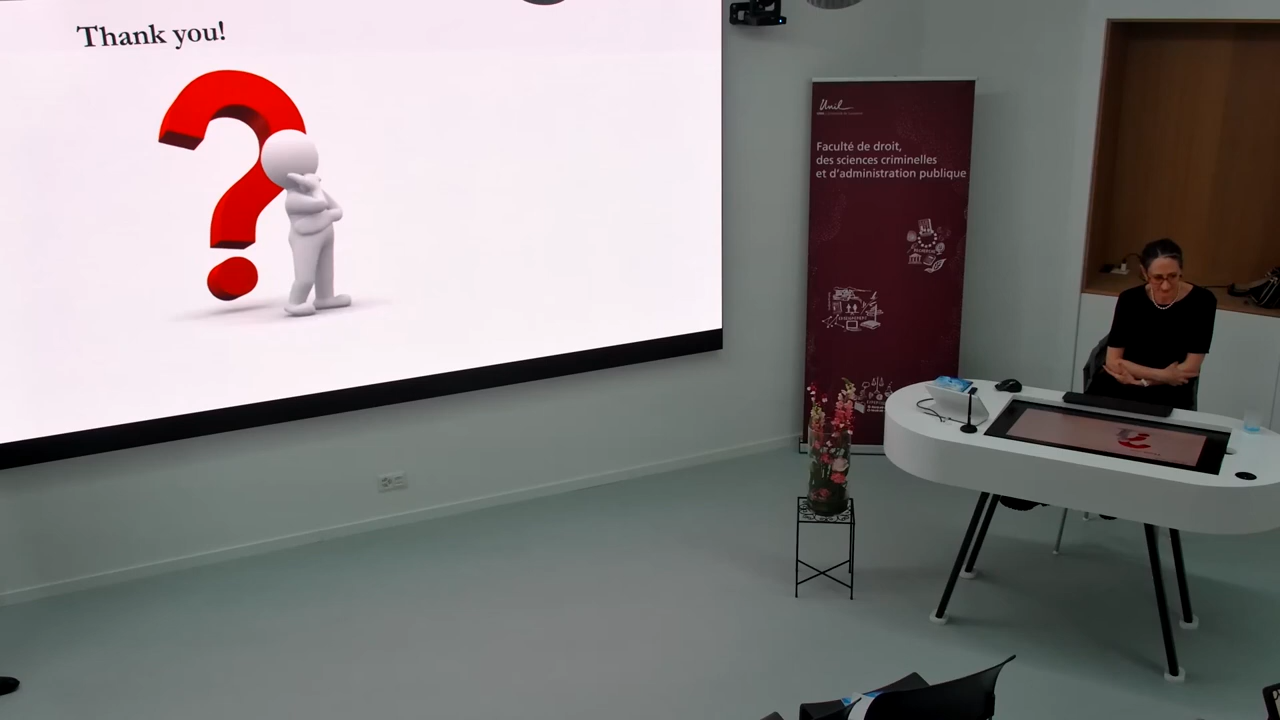 Thank you!
Unil
Faculté de droit,
des sciences criminelles
et d'administration publique